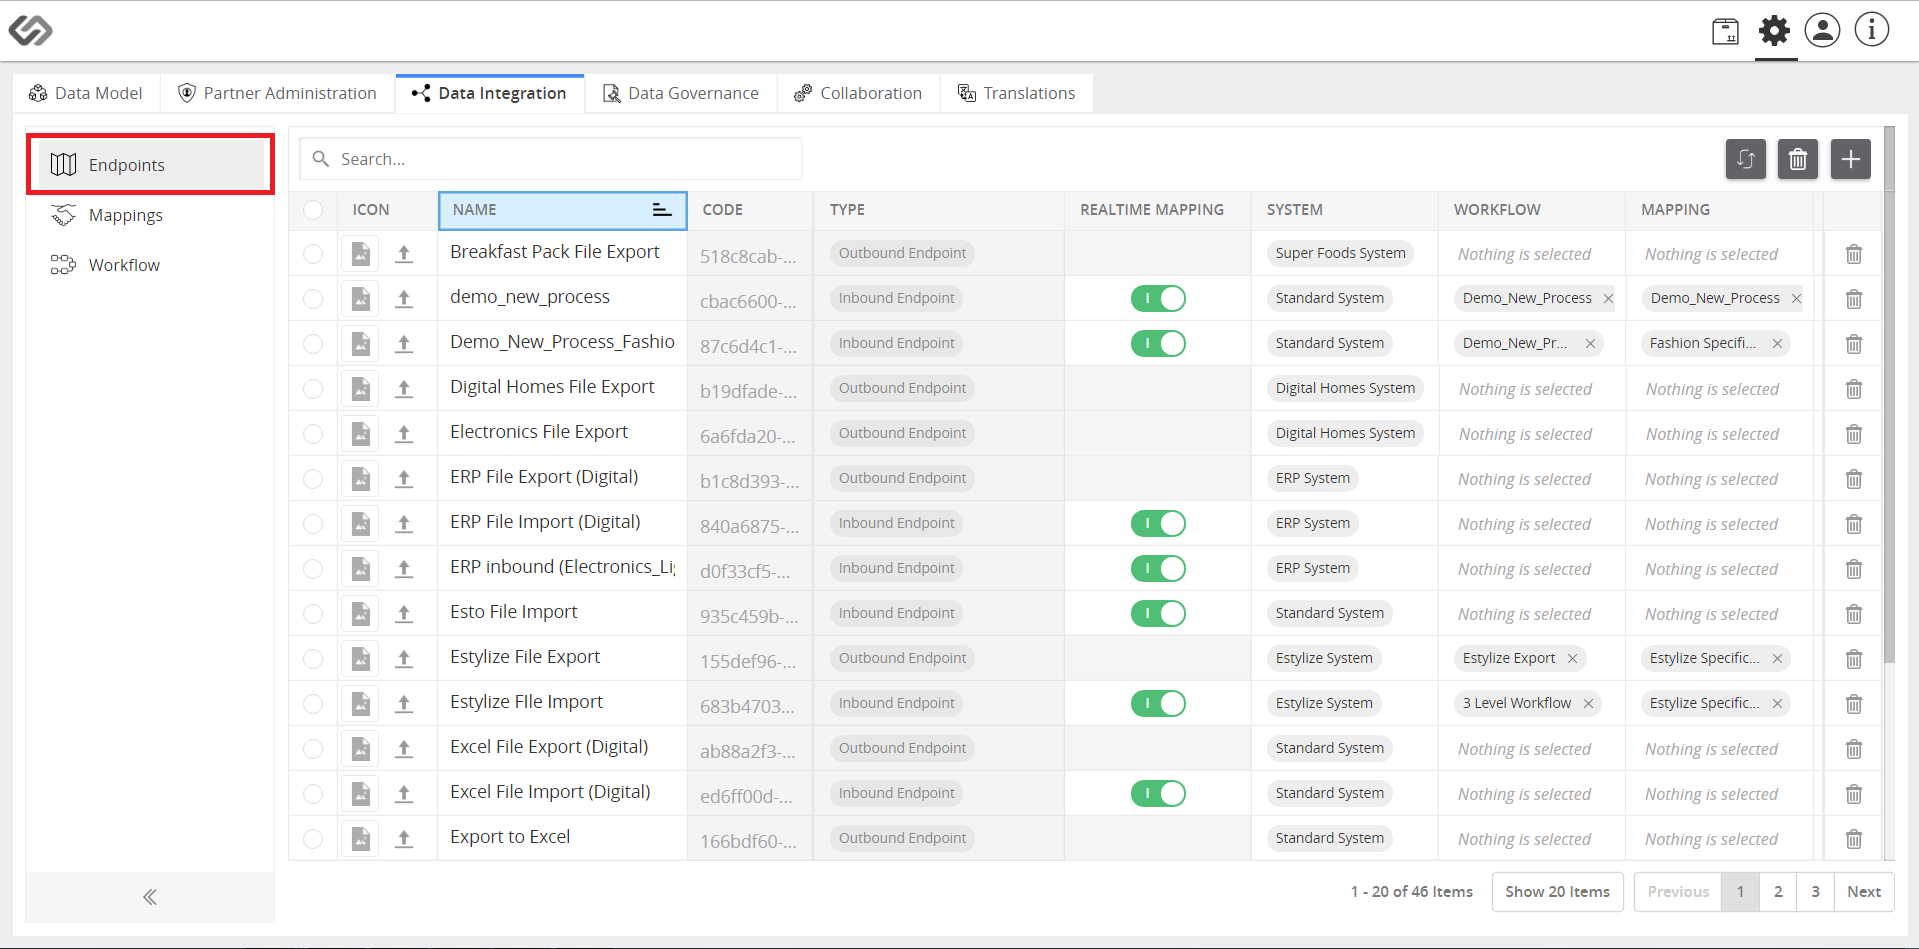 Data Model Partner Administration Data Integration Data Governance Collaboration Translations
Endpoints
Mappings
Workflow
Search...
ICON NAME CODE TYPE REALTIME MAPPING SYSTEM WORKFLOW MAPPING
Breakfast Pack File Export 518c8cab-... Outbound Endpoint Super Foods System Nothing is selected Nothing is selected
demo_new_process cbac6600-... Inbound Endpoint Standard System Demo_New_Process Demo_New_Process
Demo_New_Process_Fashio 87c6d4c1-... Inbound Endpoint Standard System Demo_New_Pr... Fashion Specifi...
Digital Homes File Export b19dfade-... Outbound Endpoint Digital Homes System Nothing is selected Nothing is selected
Electronics File Export 6a6fda20-... Outbound Endpoint Digital Homes System Nothing is selected Nothing is selected
ERP File Export (Digital) b1c8d393-... Outbound Endpoint ERP System Nothing is selected Nothing is selected
ERP File Import (Digital) 840a6875-... Inbound Endpoint ERP System Nothing is selected Nothing is selected
ERP inbound (Electronics_Lig d0f33cf5-... Inbound Endpoint ERP System Nothing is selected Nothing is selected
Esto File Import 935c459b-... Inbound Endpoint Standard System Nothing is selected Nothing is selected
Estylize File Export 155def96-... Outbound Endpoint Estylize System Estylize Export Estylize Specific...
Estylize FIle Import 683b4703... Inbound Endpoint Estylize System 3 Level Workflow Estylize Specific...
Excel File Export (Digital) ab88a2f3-... Outbound Endpoint Standard System Nothing is selected Nothing is selected
Excel File Import (Digital) ed6ff00d-... Inbound Endpoint Standard System Nothing is selected Nothing is selected
Export to Excel 166bdf60-... Outbound Endpoint Standard System Nothing is selected Nothing is selected
1 - 20 of 46 Items Show 20 Items Previous 1 2 3 Next